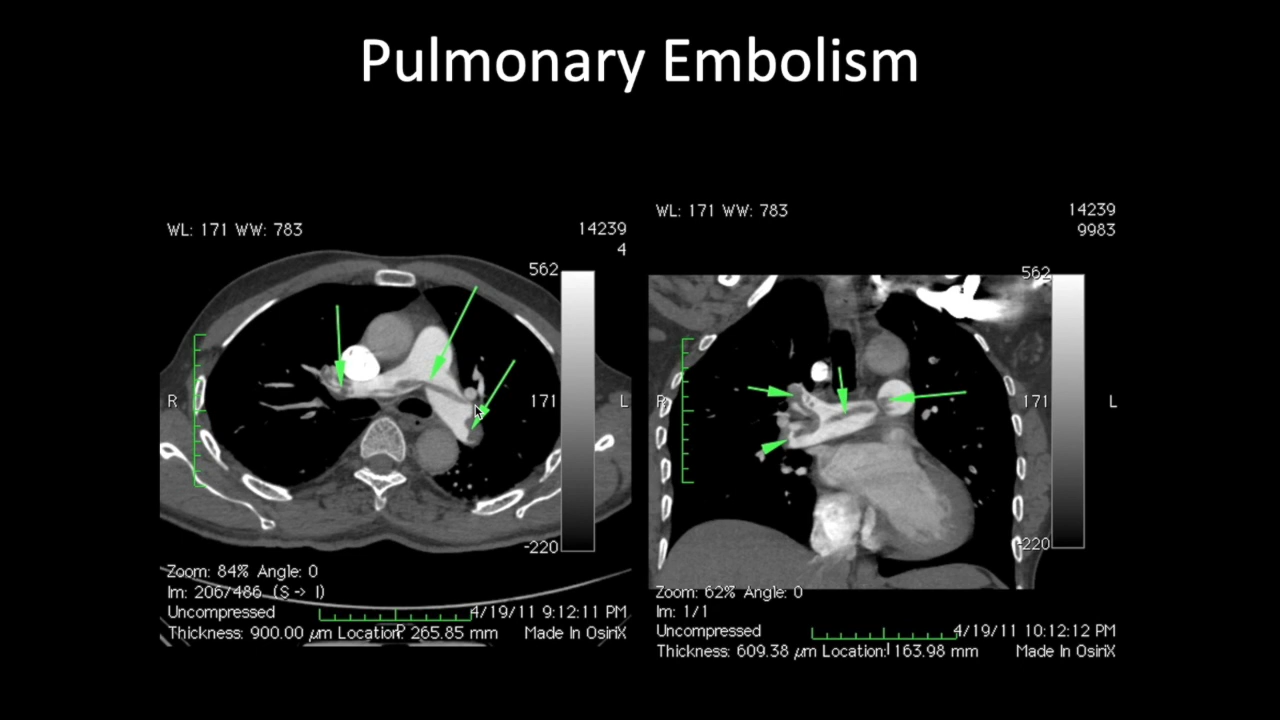 Pulmonary Embolism
WL: 171 WW: 783
14239
4
562
R
171
L
-220
Zoom: 84% Angle: 0
Im: 206/486 (S -> I)
Uncompressed
4/19/11 9:12:11 PM
Thickness: 900.00 µm Location: 265.85 mm
P
Made In OsiriX
WL: 171 WW: 783
14239
9983
562
R
171
L
-220
Zoom: 62% Angle: 0
Im: 1/1
Uncompressed
4/19/11 10:12:12 PM
Thickness: 609.38 µm Location: 163.98 mm
I
Made In OsiriX